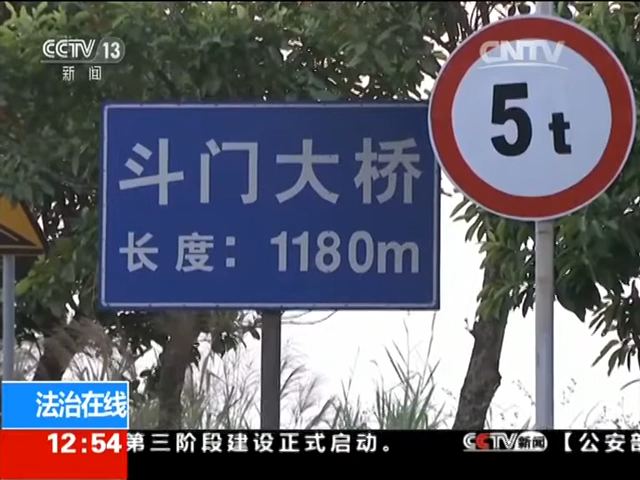 CCTV 13
新闻
CNTV
5t
斗门大桥
长度：1180m
法治在线
12:54
第三阶段建设正式启动。
CCTV新闻
【公安部